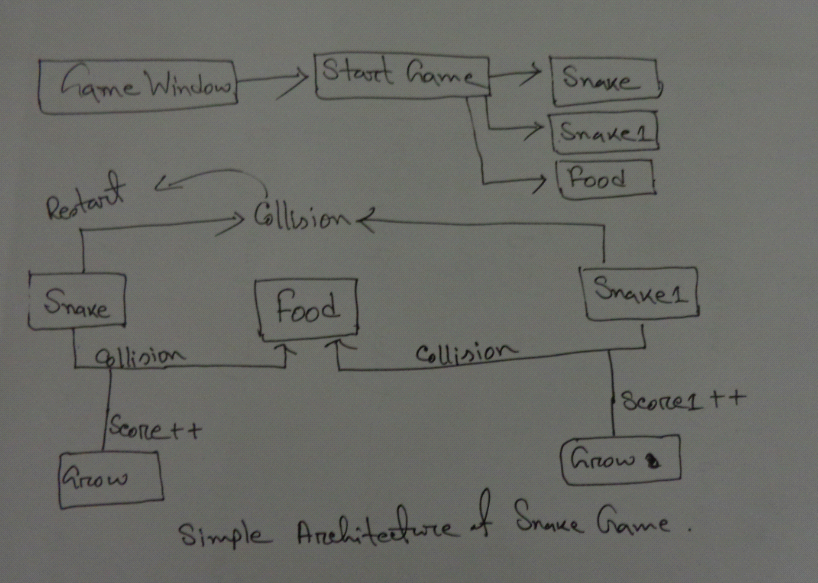 Game Window
Start Game
Snake
Snake1
Food
Restart
Collision
Snake
Food
Snake1
Collision
Collision
Score++
Score1++
Grow
Grow
Simple Architecture of Snake Game.